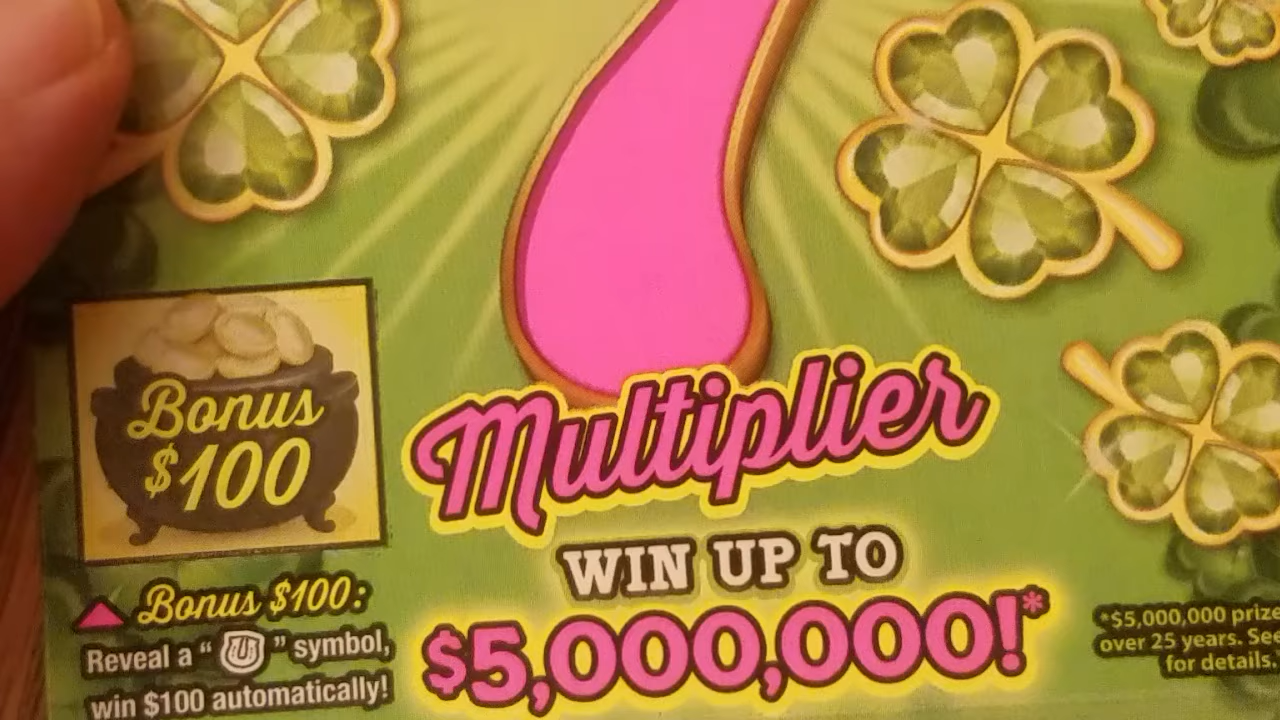 7
Multiplier
WIN UP TO
$5,000,000!*
Bonus
$100
Bonus $100:
Reveal a " " symbol,
win $100 automatically!
*$5,000,000 prize
over 25 years. See
for details.